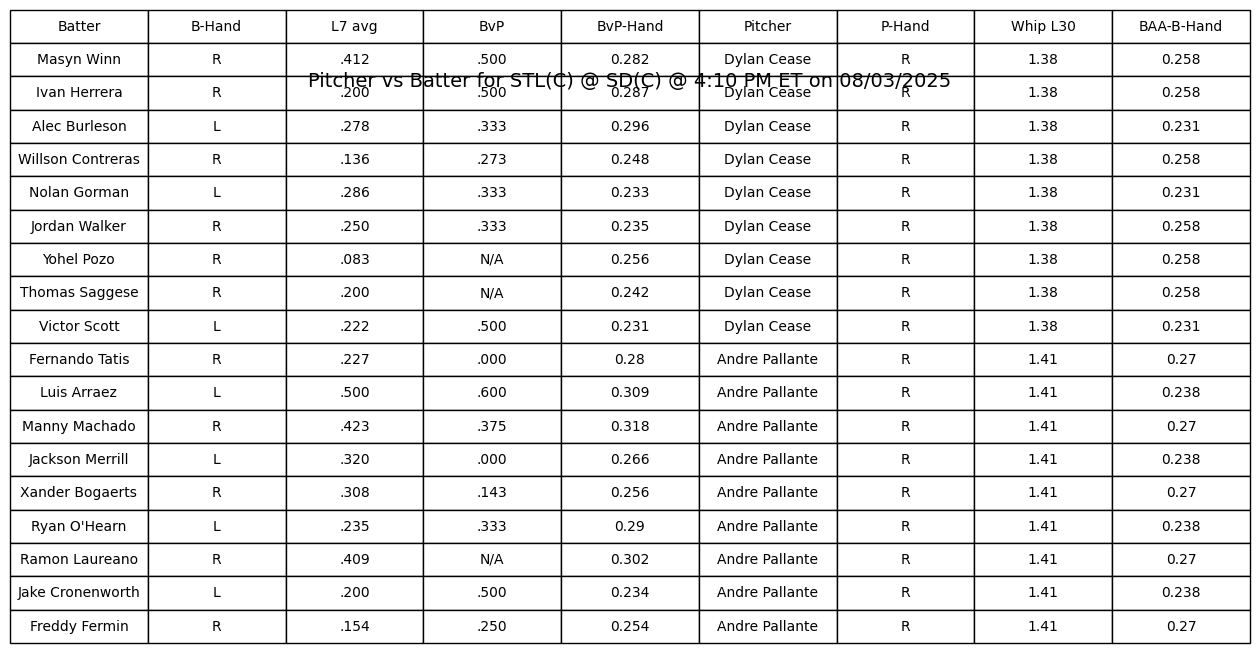 Batter B-Hand L7 avg BvP BvP-Hand Pitcher P-Hand Whip L30 BAA-B-Hand
Masyn Winn R .412 .500 0.282 Dylan Cease R 1.38 0.258
Pitcher vs Batter for STL(C) @ SD(C) @ 4:10 PM ET on 08/03/2025
Ivan Herrera R .200 .500 0.287 Dylan Cease R 1.38 0.258
Alec Burleson L .278 .333 0.296 Dylan Cease R 1.38 0.231
Willson Contreras R .136 .273 0.248 Dylan Cease R 1.38 0.258
Nolan Gorman L .286 .333 0.233 Dylan Cease R 1.38 0.231
Jordan Walker R .250 .333 0.235 Dylan Cease R 1.38 0.258
Yohel Pozo R .083 N/A 0.256 Dylan Cease R 1.38 0.258
Thomas Saggese R .200 N/A 0.242 Dylan Cease R 1.38 0.258
Victor Scott L .222 .500 0.231 Dylan Cease R 1.38 0.231
Fernando Tatis R .227 .000 0.28 Andre Pallante R 1.41 0.27
Luis Arraez L .500 .600 0.309 Andre Pallante R 1.41 0.238
Manny Machado R .423 .375 0.318 Andre Pallante R 1.41 0.27
Jackson Merrill L .320 .000 0.266 Andre Pallante R 1.41 0.238
Xander Bogaerts R .308 .143 0.256 Andre Pallante R 1.41 0.27
Ryan O'Hearn L .235 .333 0.29 Andre Pallante R 1.41 0.238
Ramon Laureano R .409 N/A 0.302 Andre Pallante R 1.41 0.27
Jake Cronenworth L .200 .500 0.234 Andre Pallante R 1.41 0.238
Freddy Fermin R .154 .250 0.254 Andre Pallante R 1.41 0.27